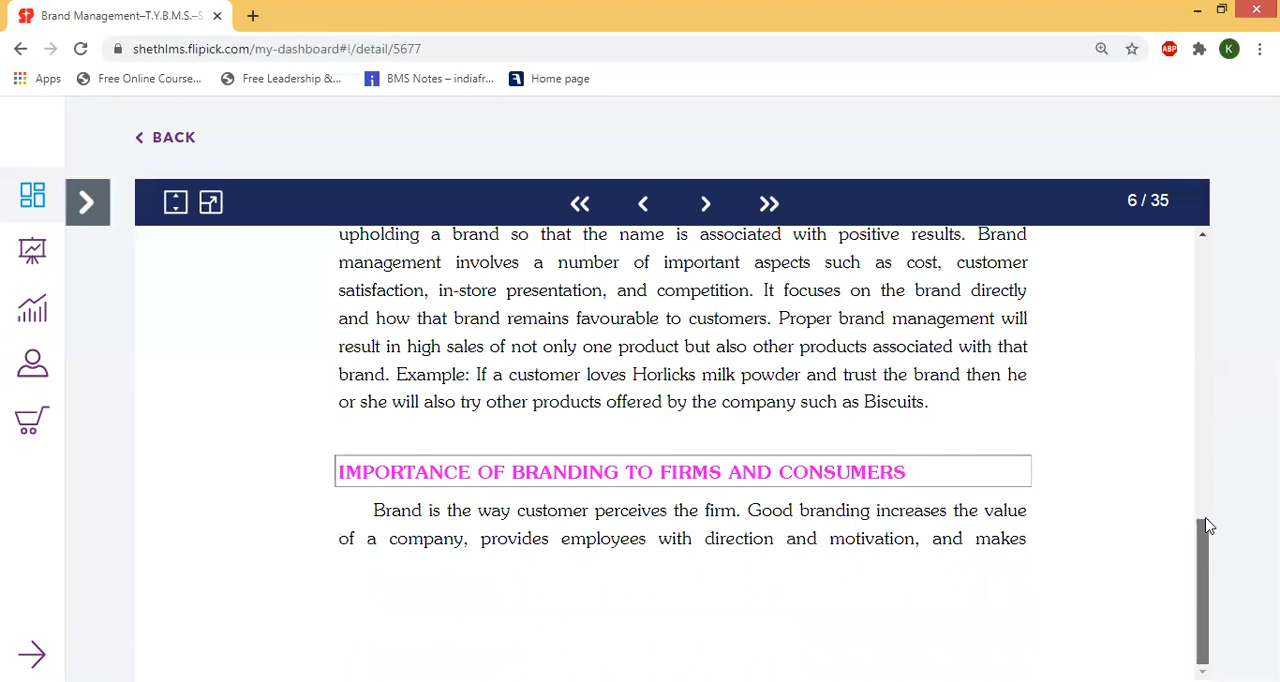 Brand Management–T.Y.B.M.S.–S
shethlms.flipick.com/my-dashboard#!/detail/5677
ABP
K
Apps
Free Online Course...
Free Leadership &...
BMS Notes – indiafr...
Home page
BACK
6 / 35
upholding a brand so that the name is associated with positive results. Brand
management involves a number of important aspects such as cost, customer
satisfaction, in-store presentation, and competition. It focuses on the brand directly
and how that brand remains favourable to customers. Proper brand management will
result in high sales of not only one product but also other products associated with that
brand. Example: If a customer loves Horlicks milk powder and trust the brand then he
or she will also try other products offered by the company such as Biscuits.
IMPORTANCE OF BRANDING TO FIRMS AND CONSUMERS
Brand is the way customer perceives the firm. Good branding increases the value
of a company, provides employees with direction and motivation, and makes